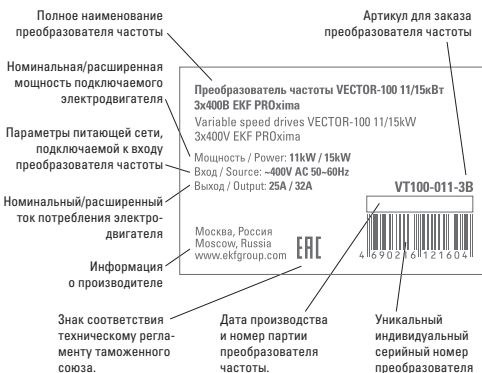 Полное наименование
преобразователя частоты
Артикул для заказа
преобразователя частоты
Номинальная/расширенная
мощность подключаемого
электродвигателя
Параметры питающей сети,
подключаемой к входу
преобразователя частоты
Номинальный/расширенный
ток потребления электро-
двигателя
Информация
о производителе
Преобразователь частоты VECTOR-100 11/15кВт
3х400В EKF PROxima
Variable speed drives VECTOR-100 11/15kW
3x400V EKF PROxima
Мощность / Power: 11kW / 15kW
Вход / Source: ~400V AC 50~60Hz
Выход / Output: 25A / 32A
VT100-011-3B
Москва, Россия
Moscow, Russia
www.ekfgroup.com
EAC
4 690216 121604
Знак соответствия
техническому регла-
менту таможенного
союза.
Дата производства
и номер партии
преобразователя
частоты.
Уникальный
индивидуальный
серийный номер
преобразователя